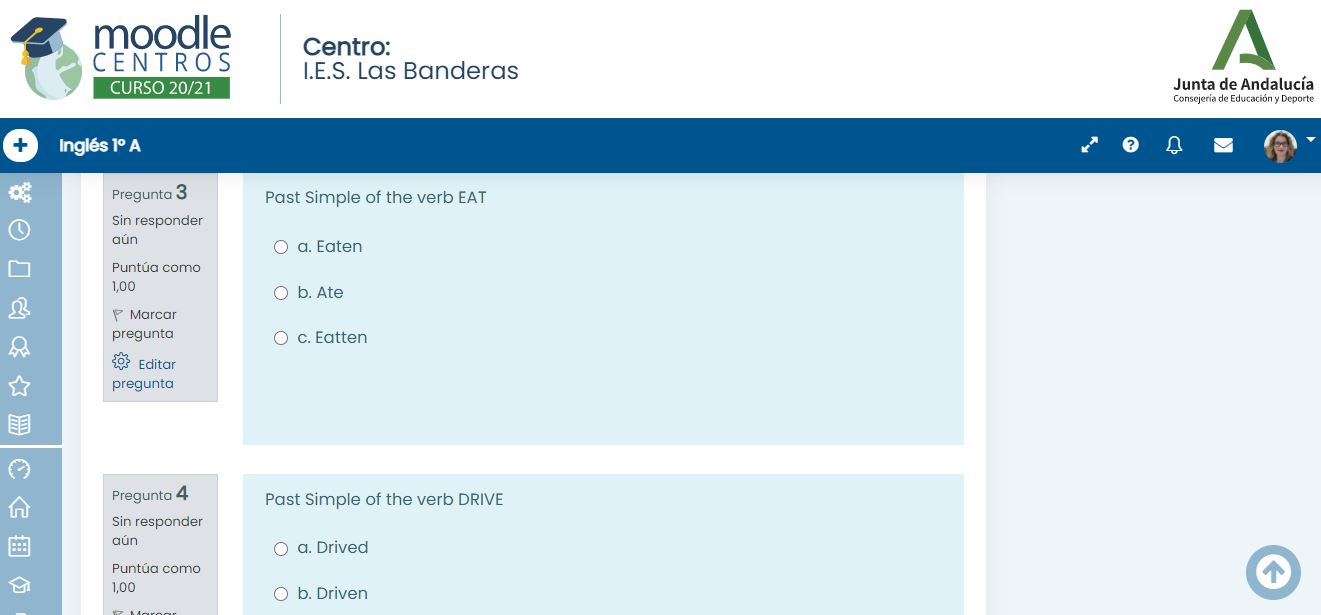 moodle
CENTROS
CURSO 20/21
Centro:
I.E.S. Las Banderas
Junta de Andalucía
Consejería de Educación y Deporte
Inglés 1º A
Pregunta 3
Sin responder
aún
Puntúa como
1,00
Marcar
pregunta
Editar
pregunta
Past Simple of the verb EAT
a. Eaten
b. Ate
c. Eatten
Pregunta 4
Sin responder
aún
Puntúa como
1,00
Marcar
Past Simple of the verb DRIVE
a. Drived
b. Driven